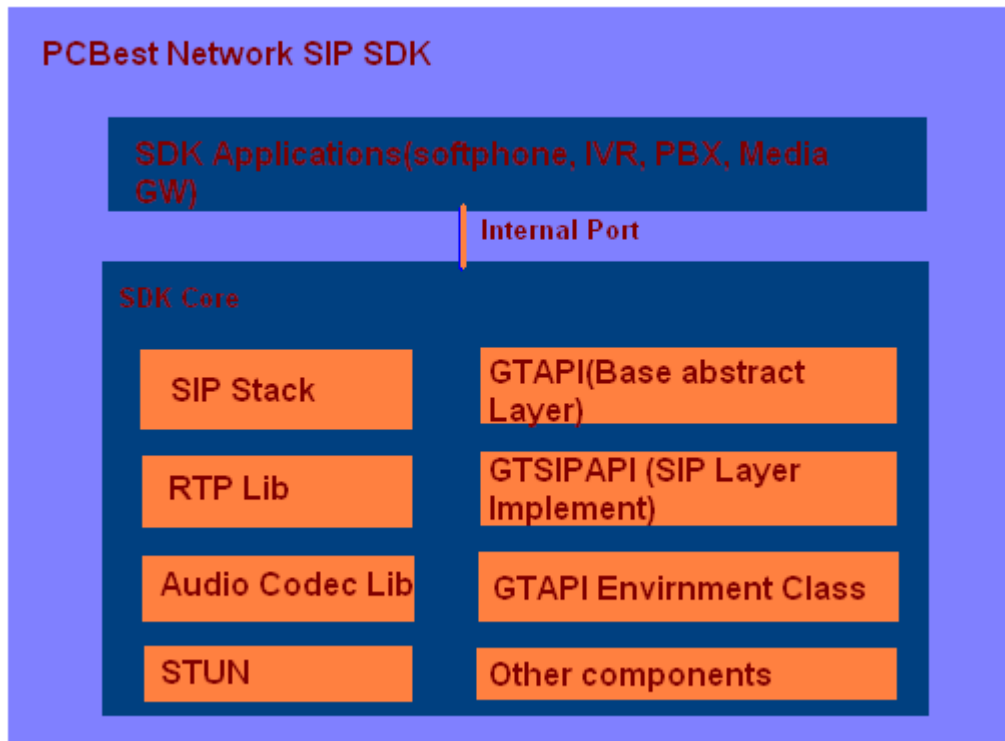 PCBest Network SIP SDK
SDK Applications(softphone, IVR, PBX, Media
GW)
Internal Port
SDK Core
SIP Stack
GTAPI(Base abstract
Layer)
RTP Lib
GTSIPAPI (SIP Layer
Implement)
Audio Codec Lib
GTAPI Envirnment Class
STUN
Other components